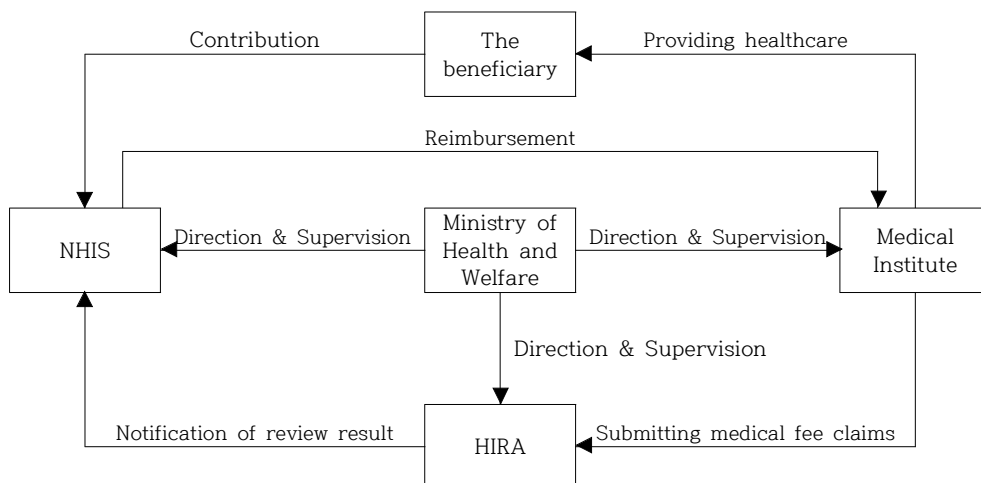 Contribution
The
beneficiary
Providing healthcare
Reimbursement
NHIS
Direction & Supervision
Ministry of
Health and
Welfare
Direction & Supervision
Medical
Institute
Direction & Supervision
Notification of review result
HIRA
Submitting medical fee claims